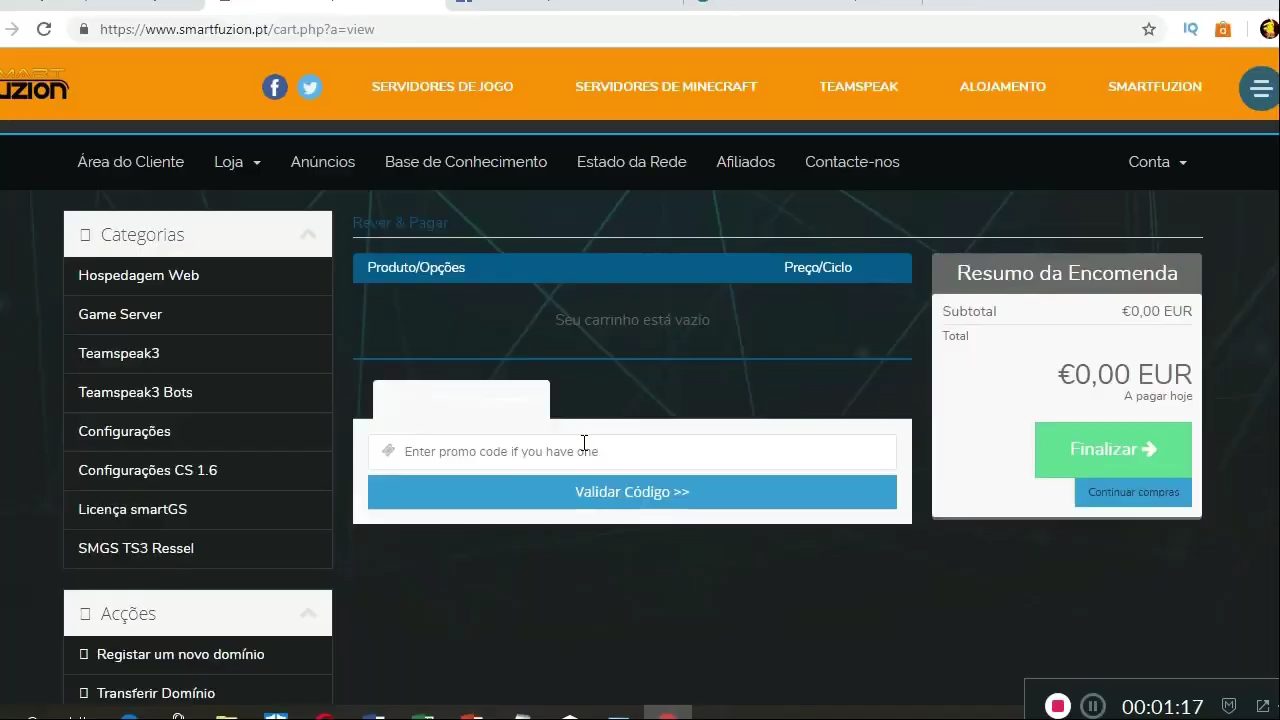 https://www.smartfuzion.pt/cart.php?a=view
SERVIDORES DE JOGO
SERVIDORES DE MINECRAFT
TEAMSPEAK
ALOJAMENTO
SMARTFUZION
Área do Cliente
Loja
Anúncios
Base de Conhecimento
Estado da Rede
Afiliados
Contacte-nos
Conta
Categorias
Hospedagem Web
Game Server
Teamspeak3
Teamspeak3 Bots
Configurações
Configurações CS 1.6
Licença smartGS
SMGS TS3 Ressel
Acções
Registar um novo domínio
Transferir Domínio
Rever & Pagar
Produto/Opções
Preço/Ciclo
Seu carrinho está vazio
Enter promo code if you have one
Validar Código >>
Resumo da Encomenda
Subtotal €0,00 EUR
Total
€0,00 EUR
A pagar hoje
Finalizar
Continuar compras
00:01:17